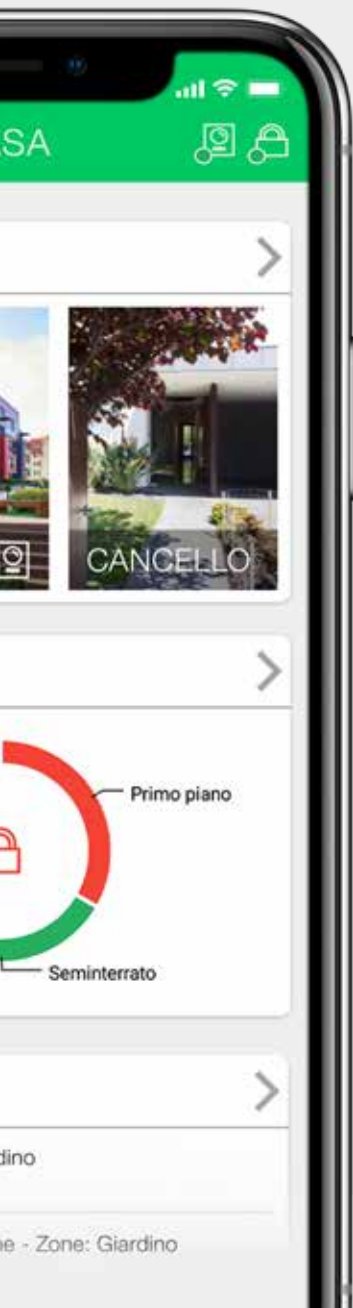 SA
CANCELLO
Primo piano
Seminterrato
dino
e - Zone: Giardino